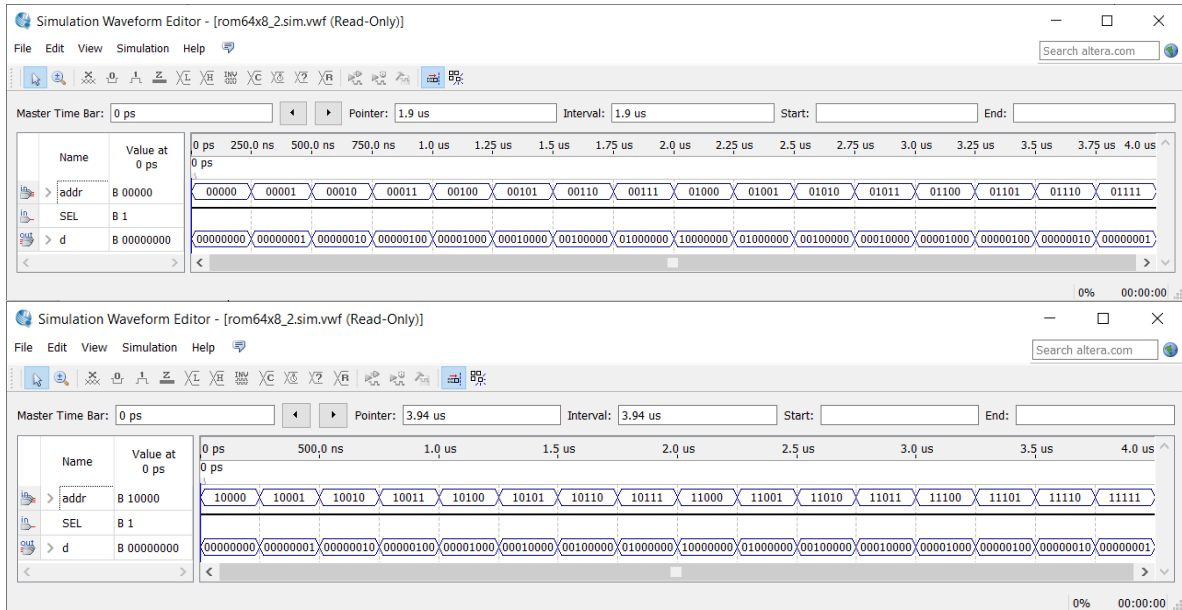 Simulation Waveform Editor - [rom64x8_2.sim.vwf (Read-Only)]
File Edit View Simulation Help
Search altera.com
Master Time Bar: 0 ps Pointer: 1.9 us Interval: 1.9 us Start: End:
Name Value at 0 ps
0 ps 250.0 ns 500.0 ns 750.0 ns 1.0 us 1.25 us 1.5 us 1.75 us 2.0 us 2.25 us 2.5 us 2.75 us 3.0 us 3.25 us 3.5 us 3.75 us 4.0 us
0 ps
addr B 00000 00000 00001 00010 00011 00100 00101 00110 00111 01000 01001 01010 01011 01100 01101 01110 01111
SEL B 1
d B 00000000 00000000 00000001 00000010 00000100 00001000 00010000 00100000 01000000 10000000 01000000 00100000 00010000 00001000 00000100 00000010 00000001
0% 00:00:00
Simulation Waveform Editor - [rom64x8_2.sim.vwf (Read-Only)]
File Edit View Simulation Help
Search altera.com
Master Time Bar: 0 ps Pointer: 3.94 us Interval: 3.94 us Start: End:
Name Value at 0 ps
0 ps 500.0 ns 1.0 us 1.5 us 2.0 us 2.5 us 3.0 us 3.5 us 4.0 us
0 ps
addr B 10000 10000 10001 10010 10011 10100 10101 10110 10111 11000 11001 11010 11011 11100 11101 11110 11111
SEL B 1
d B 00000000 00000000 00000001 00000010 00000100 00001000 00010000 00100000 01000000 10000000 01000000 00100000 00010000 00001000 00000100 00000010 00000001
0% 00:00:00